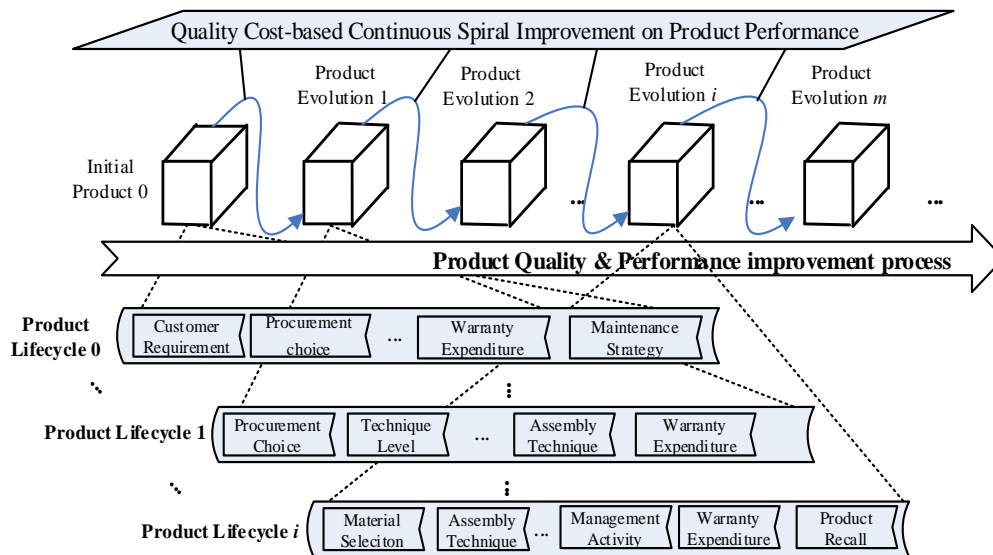 Quality Cost-based Continuous Spiral Improvement on Product Performance
Product
Evolution 1
Product
Evolution 2
Product
Evolution i
Product
Evolution m
Initial
Product 0
...
...
...
Product Quality & Performance improvement process
Product
Lifecycle 0
Customer
Requirement
Procurement
choice
...
Warranty
Expenditure
Maintenance
Strategy
...
...
Product Lifecycle 1
Procurement
Choice
Technique
Level
...
Assembly
Technique
Warranty
Expenditure
...
...
Product Lifecycle i
Material
Seleciton
Assembly
Technique
...
Management
Activity
Warranty
Expenditure
Product
Recall